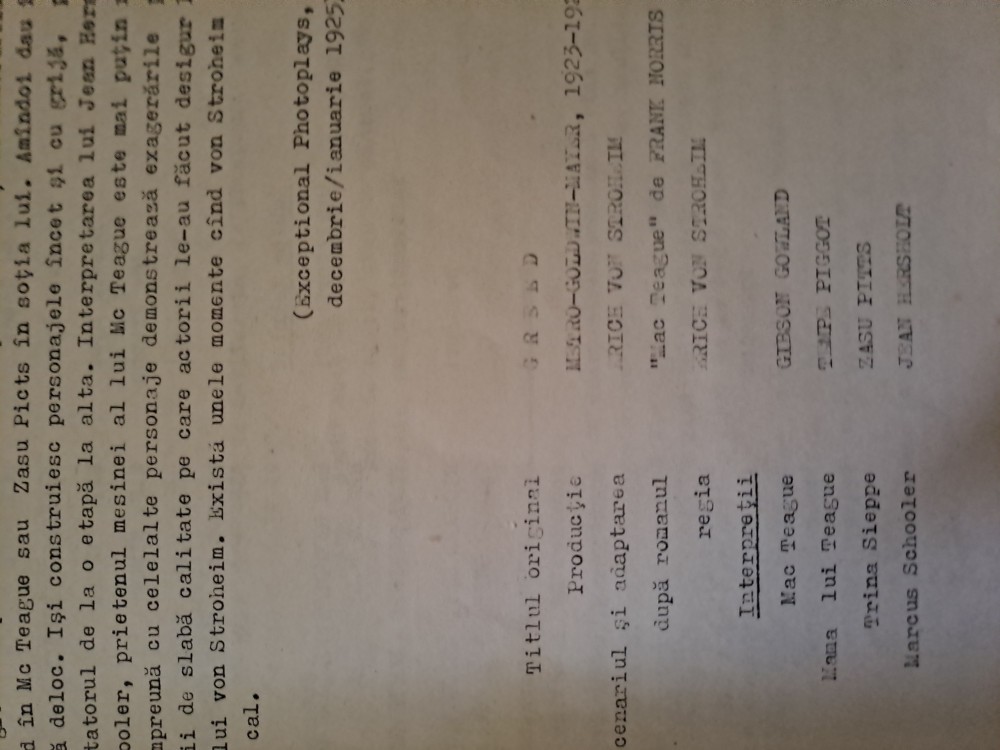 d în Mc Teague sau Zasu Picts în soția lui. Amîndoi dau
ă deloc. Iși construiesc personajele încet și cu grijă,
tatorul de la o etapă la alta. Interpretarea lui Jean Hers
ooler, prietenul mesinei al lui Mc Teague este mai puțin
mpreună cu celelalte personaje demonstrează exagerările
ii de slabă calitate pe care actorii le-au făcut desigur
lui von Stroheim. Există unele momente cînd von Stroheim
cal.
(Exceptional Photoplays,
decembrie/ianuarie 1925)
Titlul original G R E E D
Producție METRO-GOLDWIN-MAYER, 1923-192
cenariul și adaptarea ERICH VON STROHEIM
după romanul "Mac Teague" de FRANK NORRIS
regia ERICH VON STROHEIM
Interpreții
Mac Teague GIBSON GOWLAND
Mama lui Teague PIGGOT
Trina Sieppe ZASU PITTS
Marcus Schooler JEAN HERSHOLT